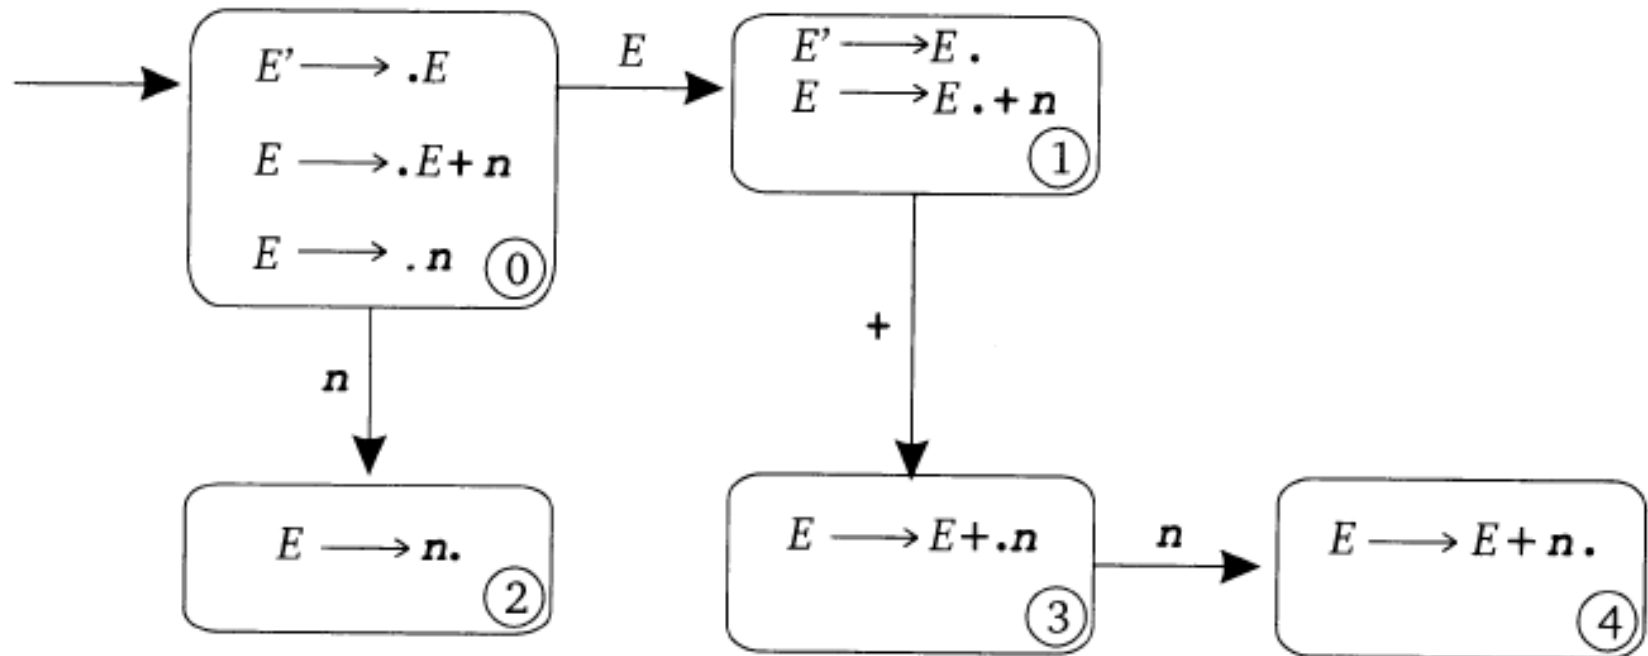 E' ⟶ .E
E ⟶ .E+ n
E ⟶ .n
0
E
E' ⟶ E.
E ⟶ E.+ n
1
n
+
E ⟶ n.
2
E ⟶ E+.n
3
n
E ⟶ E+ n.
4